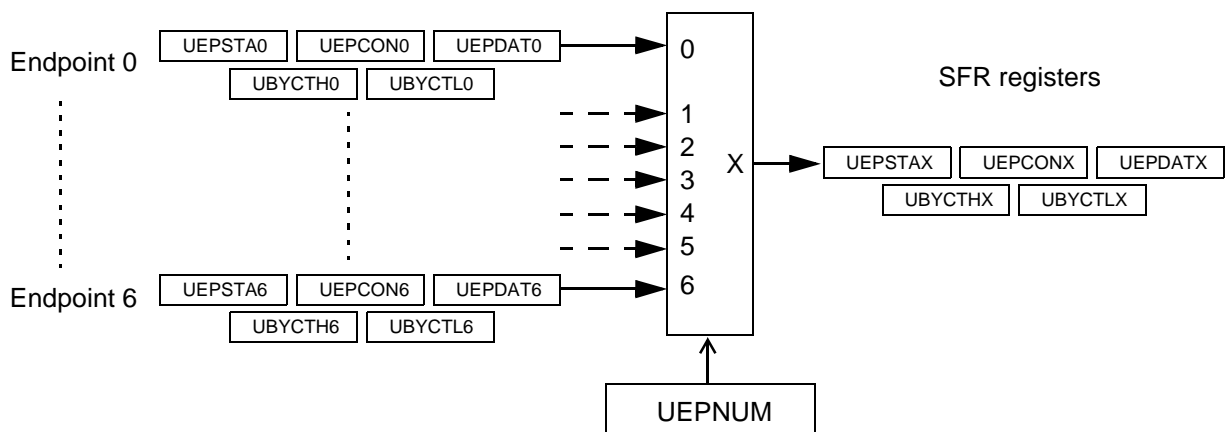 Endpoint 0
UEPSTA0 UEPCON0 UEPDAT0
UBYCTH0 UBYCTL0
0
1
2
3
4
5
6
X
SFR registers
UEPSTAX UEPCONX UEPDATX
UBYCTHX UBYCTLX
Endpoint 6
UEPSTA6 UEPCON6 UEPDAT6
UBYCTH6 UBYCTL6
UEPNUM